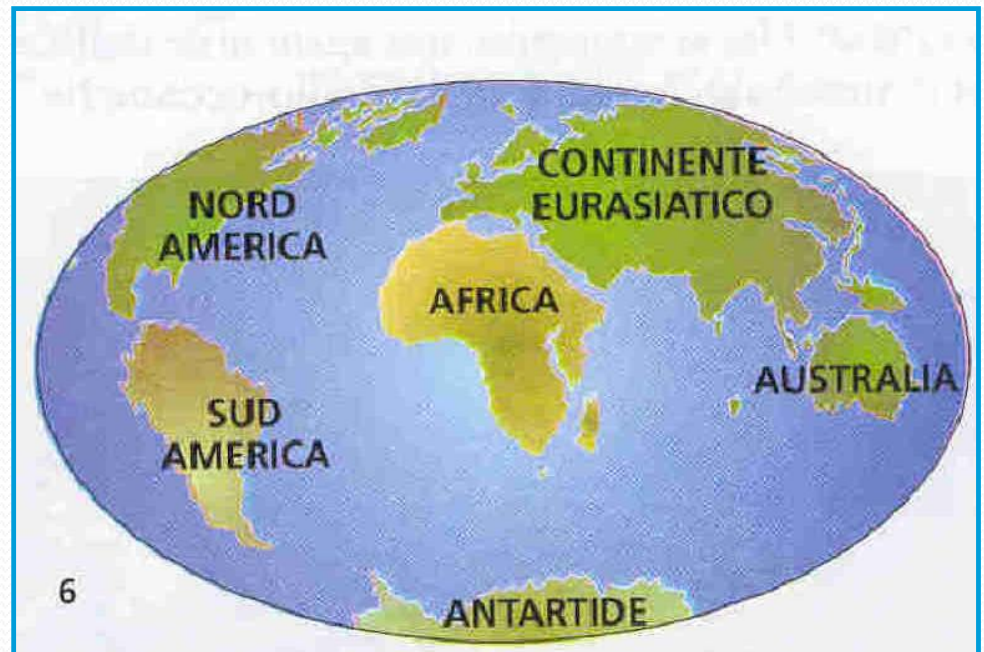 CONTINENTE
EURASIATICO
NORD
AMERICA
AFRICA
AUSTRALIA
SUD
AMERICA
6
ANTARTIDE